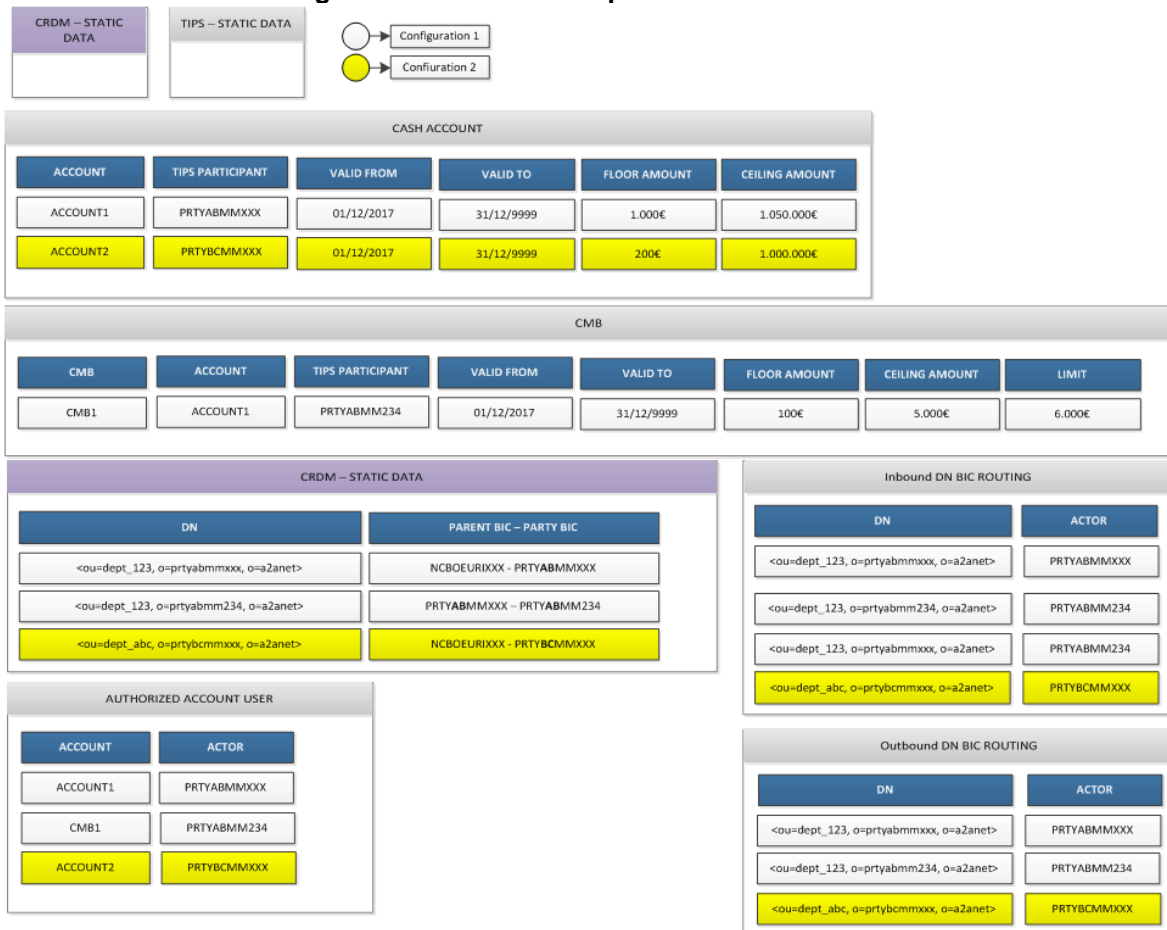 CRDM – STATIC
DATA
TIPS – STATIC DATA
Configuration 1
Confiuration 2
CASH ACCOUNT
ACCOUNT TIPS PARTICIPANT VALID FROM VALID TO FLOOR AMOUNT CEILING AMOUNT
ACCOUNT1 PRTYABMMXXX 01/12/2017 31/12/9999 1.000€ 1.050.000€
ACCOUNT2 PRTYBCMMXXX 01/12/2017 31/12/9999 200€ 1.000.000€
CMB
CMB ACCOUNT TIPS PARTICIPANT VALID FROM VALID TO FLOOR AMOUNT CEILING AMOUNT LIMIT
CMB1 ACCOUNT1 PRTYABMM234 01/12/2017 31/12/9999 100€ 5.000€ 6.000€
CRDM – STATIC DATA
DN PARENT BIC – PARTY BIC
<ou=dept_123, o=prtyabmmxxx, o=a2anet> NCBOEURIXXX - PRTYABMMXXX
<ou=dept_123, o=prtyabmm234, o=a2anet> PRTYABMMXXX – PRTYABMM234
<ou=dept_abc, o=prtybcmmxxx, o=a2anet> NCBOEURIXXX - PRTYBCMMXXX
Inbound DN BIC ROUTING
DN ACTOR
<ou=dept_123, o=prtyabmmxxx, o=a2anet> PRTYABMMXXX
<ou=dept_123, o=prtyabmm234, o=a2anet> PRTYABMM234
<ou=dept_123, o=prtyabmmxxx, o=a2anet> PRTYABMM234
<ou=dept_abc, o=prtybcmmxxx, o=a2anet> PRTYBCMMXXX
AUTHORIZED ACCOUNT USER
ACCOUNT ACTOR
ACCOUNT1 PRTYABMMXXX
CMB1 PRTYABMM234
ACCOUNT2 PRTYBCMMXXX
Outbound DN BIC ROUTING
DN ACTOR
<ou=dept_123, o=prtyabmmxxx, o=a2anet> PRTYABMMXXX
<ou=dept_123, o=prtyabmm234, o=a2anet> PRTYABMM234
<ou=dept_abc, o=prtybcmmxxx, o=a2anet> PRTYBCMMXXX